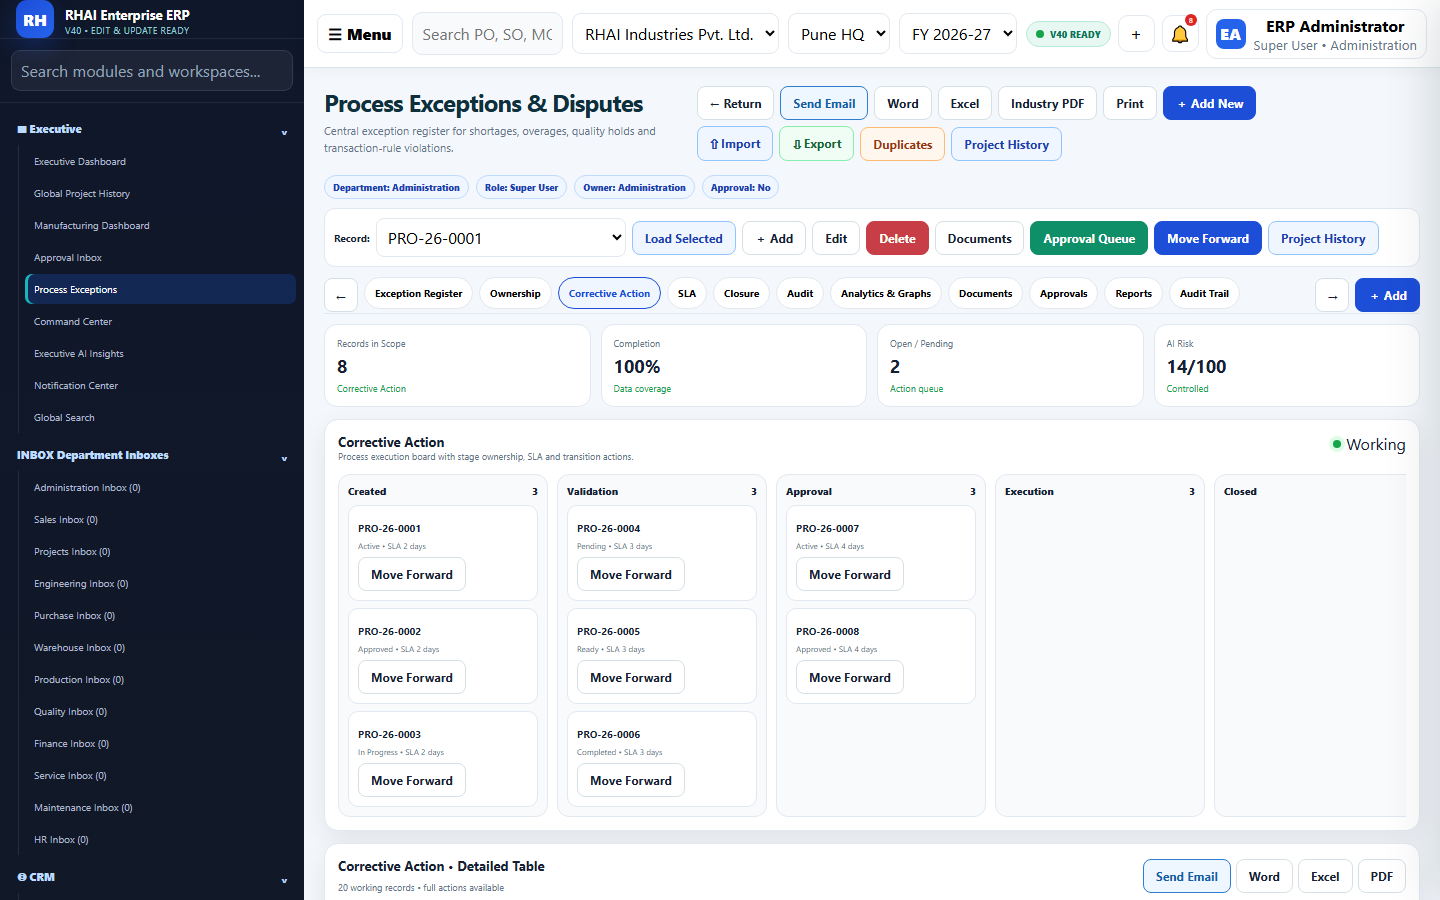 RH
RHAI Enterprise ERP
V40 • EDIT & UPDATE READY
Search modules and workspaces...
Executive
Executive Dashboard
Global Project History
Manufacturing Dashboard
Approval Inbox
Process Exceptions
Command Center
Executive AI Insights
Notification Center
Global Search
INBOX Department Inboxes
Administration Inbox (0)
Sales Inbox (0)
Projects Inbox (0)
Engineering Inbox (0)
Purchase Inbox (0)
Warehouse Inbox (0)
Production Inbox (0)
Quality Inbox (0)
Finance Inbox (0)
Service Inbox (0)
Maintenance Inbox (0)
HR Inbox (0)
CRM
☰ Menu
Search PO, SO, MO
RHAI Industries Pvt. Ltd.
Pune HQ
FY 2026-27
V40 READY
+
8
EA
ERP Administrator
Super User • Administration
Process Exceptions & Disputes
Central exception register for shortages, overages, quality holds and
transaction-rule violations.
← Return
Send Email
Word
Excel
Industry PDF
Print
+ Add New
⇧ Import
⇩ Export
Duplicates
Project History
Department: Administration
Role: Super User
Owner: Administration
Approval: No
Record:
PRO-26-0001
Load Selected
+ Add
Edit
Delete
Documents
Approval Queue
Move Forward
Project History
←
Exception Register
Ownership
Corrective Action
SLA
Closure
Audit
Analytics & Graphs
Documents
Approvals
Reports
Audit Trail
→
+ Add
Records in Scope
8
Corrective Action
Completion
100%
Data coverage
Open / Pending
2
Action queue
AI Risk
14/100
Controlled
Corrective Action
Process execution board with stage ownership, SLA and transition actions.
Working
Created 3
PRO-26-0001
Active • SLA 2 days
Move Forward
PRO-26-0002
Approved • SLA 2 days
Move Forward
PRO-26-0003
In Progress • SLA 2 days
Move Forward
Validation 3
PRO-26-0004
Pending • SLA 3 days
Move Forward
PRO-26-0005
Ready • SLA 3 days
Move Forward
PRO-26-0006
Completed • SLA 3 days
Move Forward
Approval 3
PRO-26-0007
Active • SLA 4 days
Move Forward
PRO-26-0008
Approved • SLA 4 days
Move Forward
Execution 3
Closed
Corrective Action • Detailed Table
20 working records • full actions available
Send Email
Word
Excel
PDF